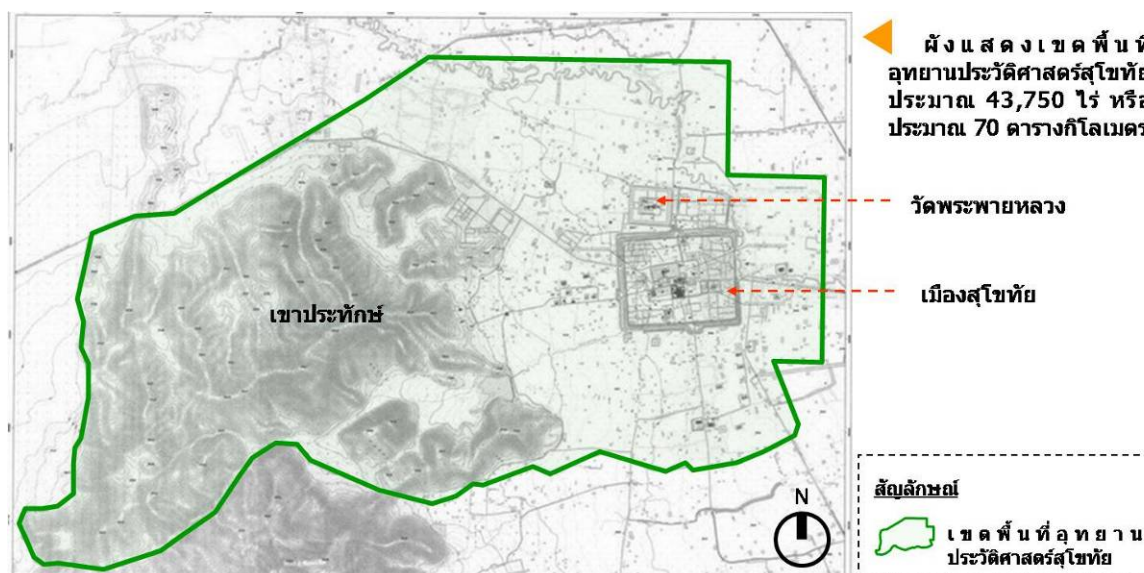 ผังแสดงเขตพื้นที่
อุทยานประวัติศาสตร์สุโขทัย
ประมาณ 43,750 ไร่ หรือ
ประมาณ 70 ตารางกิโลเมตร
วัดพระพายหลวง
เมืองสุโขทัย
เขาประทักษ์
N
สัญลักษณ์
เขตพื้นที่อุทยาน
ประวัติศาสตร์สุโขทัย